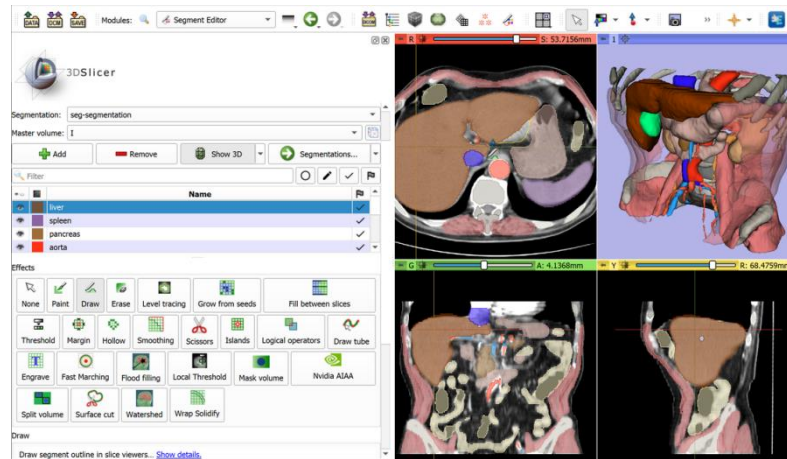 DATA DCM SAVE Modules: Segment Editor »
R S: 53.7156mm 1
3DSlicer
Segmentation: seg-segmentation
Master volume: I
Add Remove Show 3D Segmentations...
Filter
Name
liver
spleen
pancreas
aorta
G A: 4.1368mm Y R: 68.4759mm
Effects
None Paint Draw Erase Level tracing Grow from seeds Fill between slices
Threshold Margin Hollow Smoothing Scissors Islands Logical operators Draw tube
Engrave Fast Marching Flood filling Local Threshold Mask volume Nvidia AIAA
Split volume Surface cut Watershed Wrap Solidify
Draw
Draw segment outline in slice viewers... Show details.